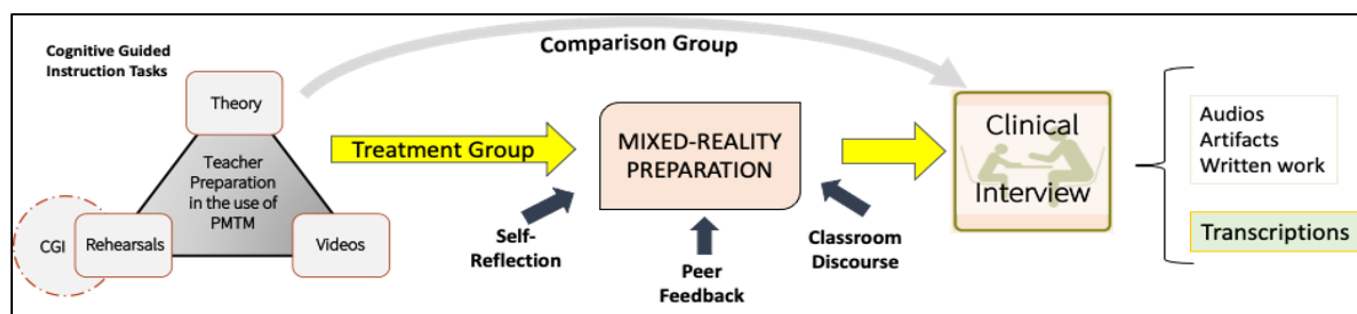 Cognitive Guided
Instruction Tasks
Theory
Teacher
Preparation
in the use of
PMTM
CGI
Rehearsals
Videos
Comparison Group
Treatment Group
MIXED-REALITY
PREPARATION
Self-
Reflection
Peer
Feedback
Classroom
Discourse
Clinical
Interview
Audios
Artifacts
Written work
Transcriptions